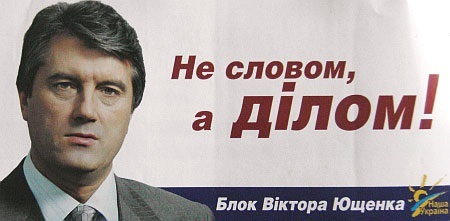 Не словом,
а ділом!
Блок Віктора Ющенка
Наша
Україна